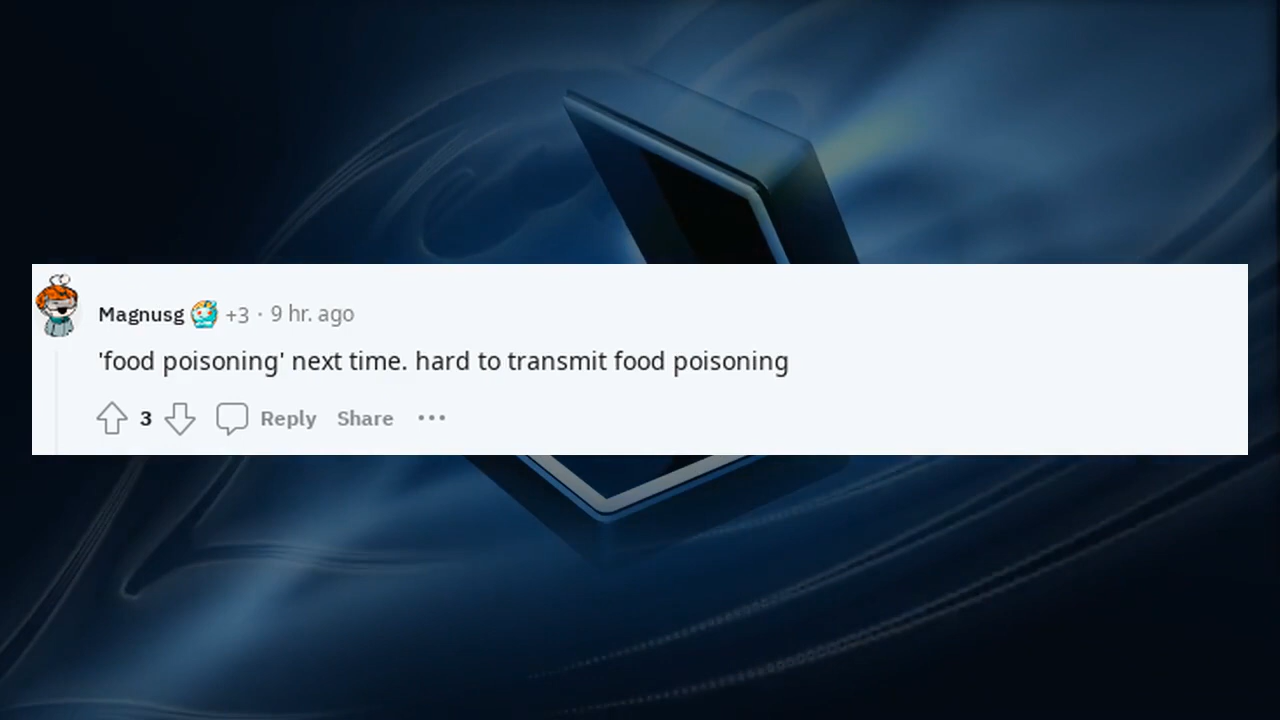 Magnusg +3 · 9 hr. ago
'food poisoning' next time. hard to transmit food poisoning
3 Reply Share ···